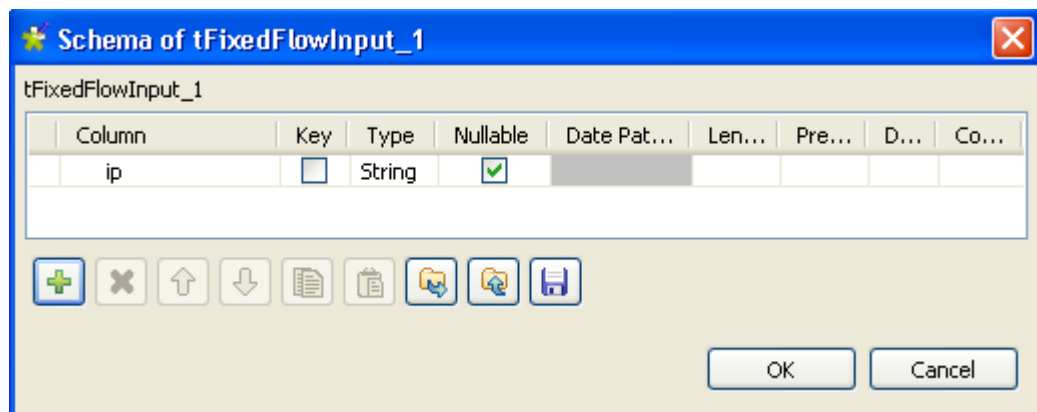 Schema of tFixedFlowInput_1
tFixedFlowInput_1
Column Key Type Nullable Date Pat... Len... Pre... D... Co...
ip String
OK Cancel